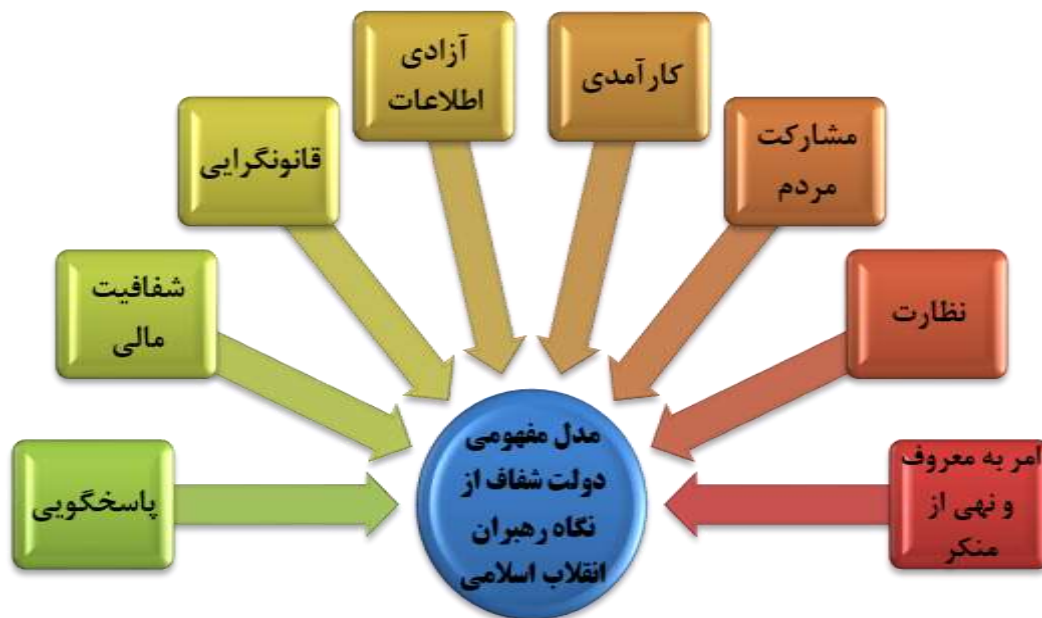 آزادی
اطلاعات
کارآمدی
قانونگرایی
مشارکت
مردم
شفافیت
مالی
نظارت
پاسخگویی
امر به معروف
و نهی از
منکر
مدل مفهومی
دولت شفاف از
نگاه رهبران
انقلاب اسلامی